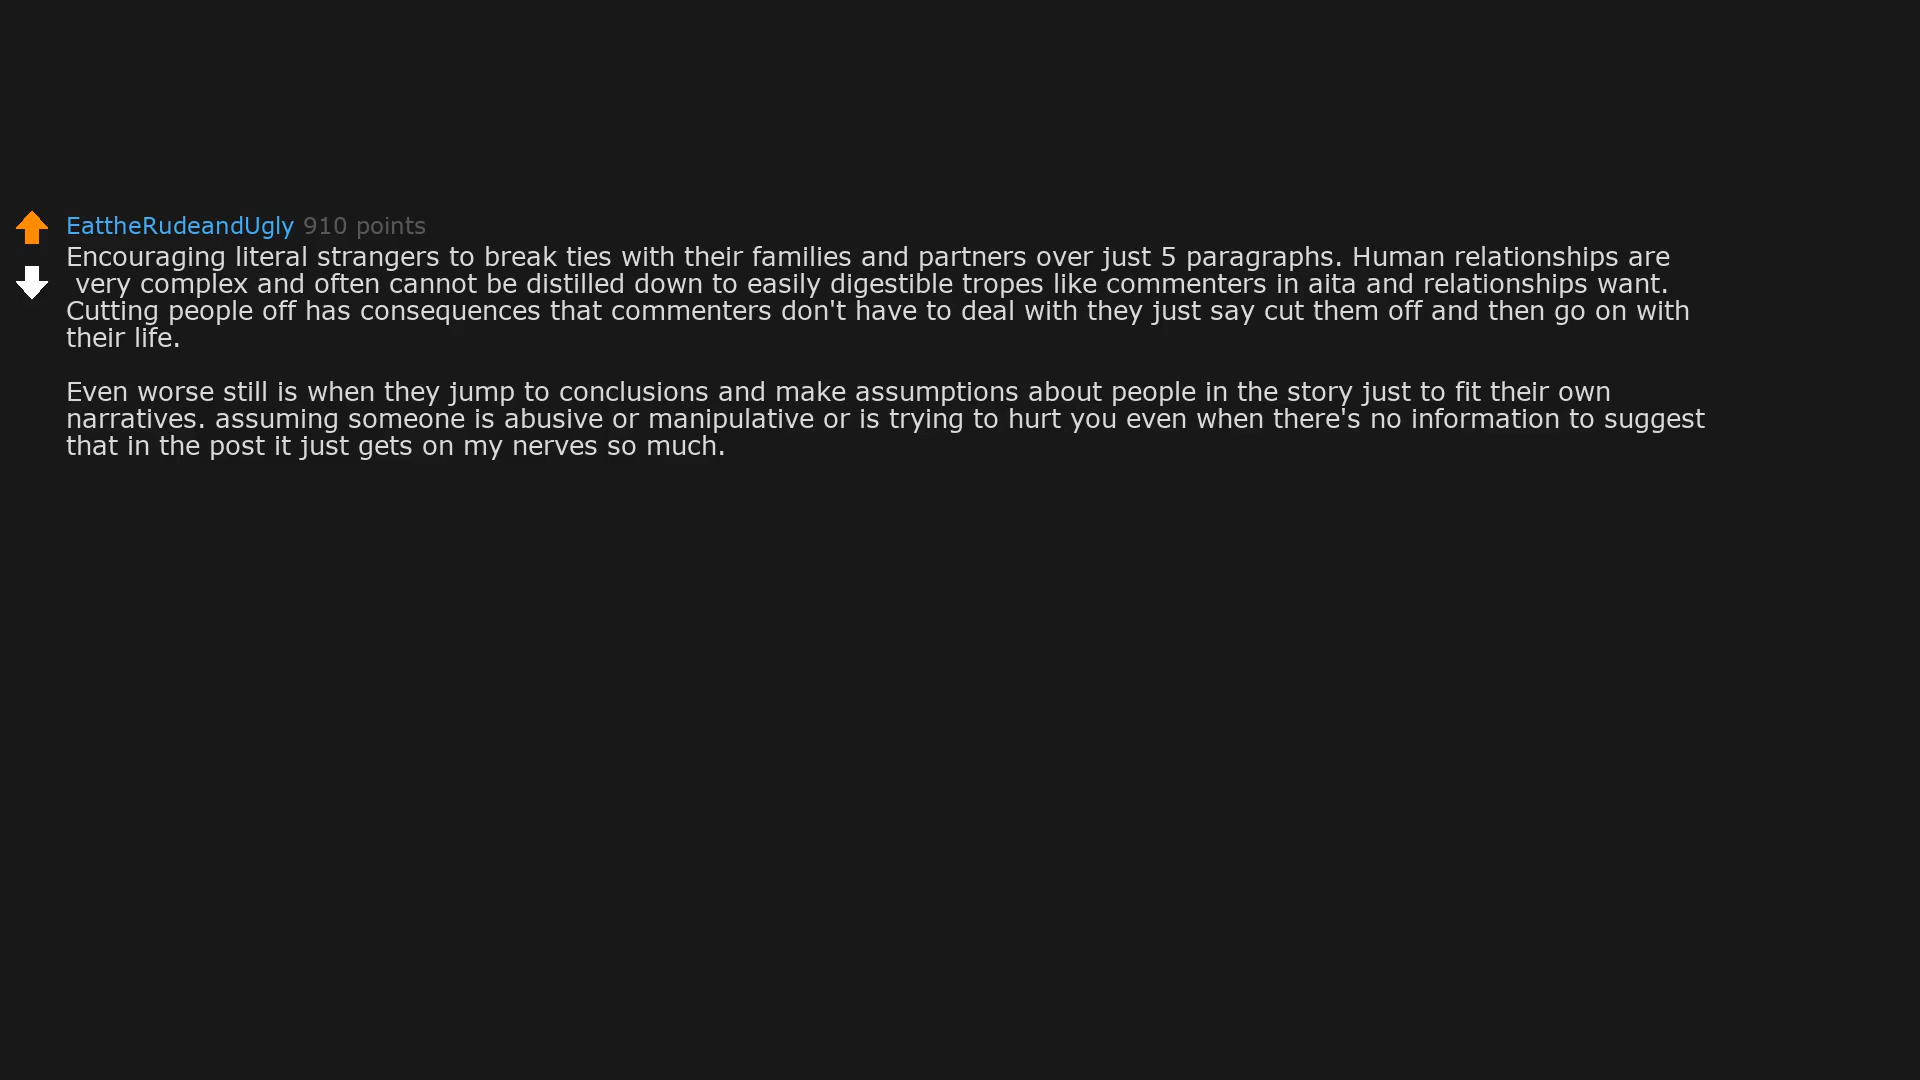 EattheRudeandUgly 910 points
Encouraging literal strangers to break ties with their families and partners over just 5 paragraphs. Human relationships are
very complex and often cannot be distilled down to easily digestible tropes like commenters in aita and relationships want.
Cutting people off has consequences that commenters don't have to deal with they just say cut them off and then go on with
their life.
Even worse still is when they jump to conclusions and make assumptions about people in the story just to fit their own
narratives. assuming someone is abusive or manipulative or is trying to hurt you even when there's no information to suggest
that in the post it just gets on my nerves so much.